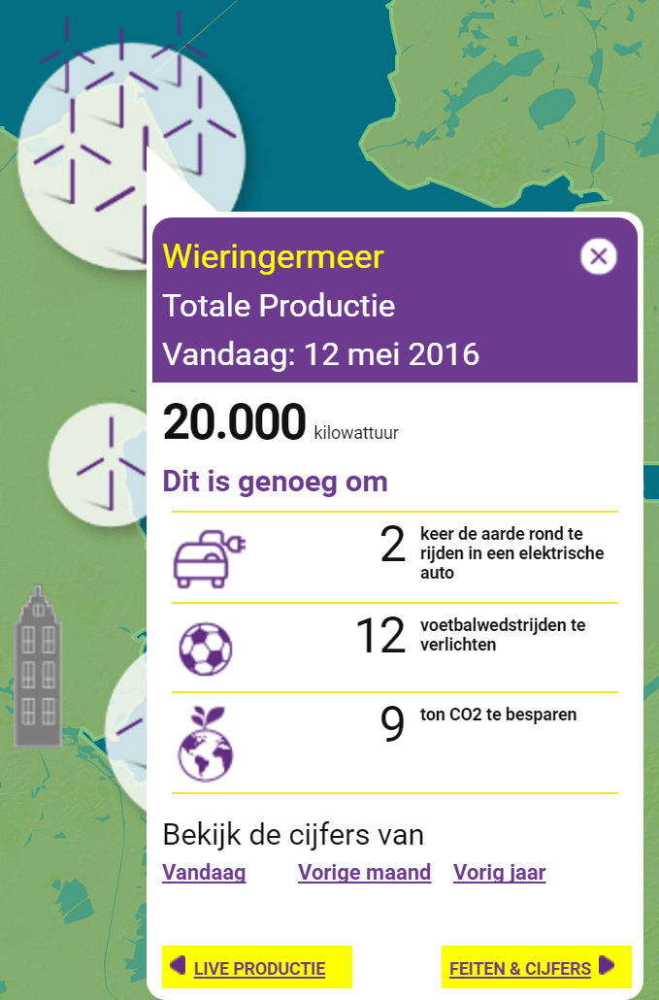 Wieringermeer
Totale Productie
Vandaag: 12 mei 2016
20.000 kilowattuur
Dit is genoeg om
2 keer de aarde rond te
rijden in een elektrische
auto
12 voetbalwedstrijden te
verlichten
9 ton CO2 te besparen
Bekijk de cijfers van
Vandaag Vorige maand Vorig jaar
LIVE PRODUCTIE FEITEN & CIJFERS